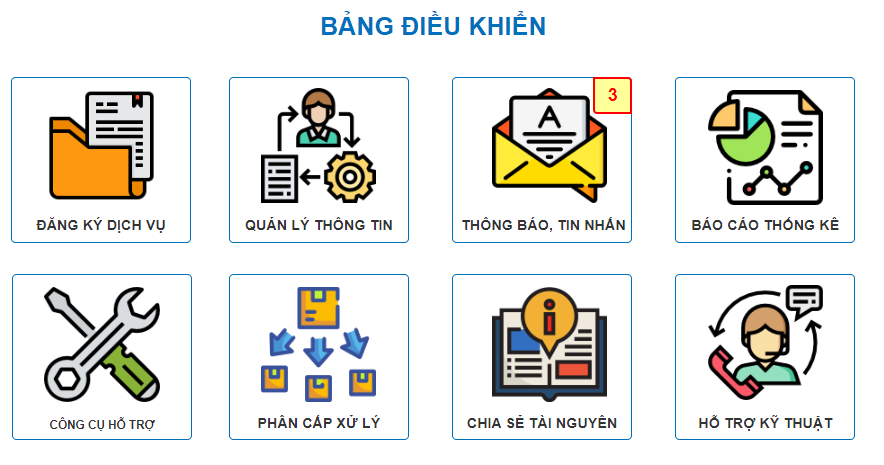 BẢNG ĐIỀU KHIỂN
3
ĐĂNG KÝ DỊCH VỤ
QUẢN LÝ THÔNG TIN
THÔNG BÁO, TIN NHẮN
BÁO CÁO THỐNG KÊ
CÔNG CỤ HỖ TRỢ
PHÂN CẤP XỬ LÝ
CHIA SẺ TÀI NGUYÊN
HỖ TRỢ KỸ THUẬT